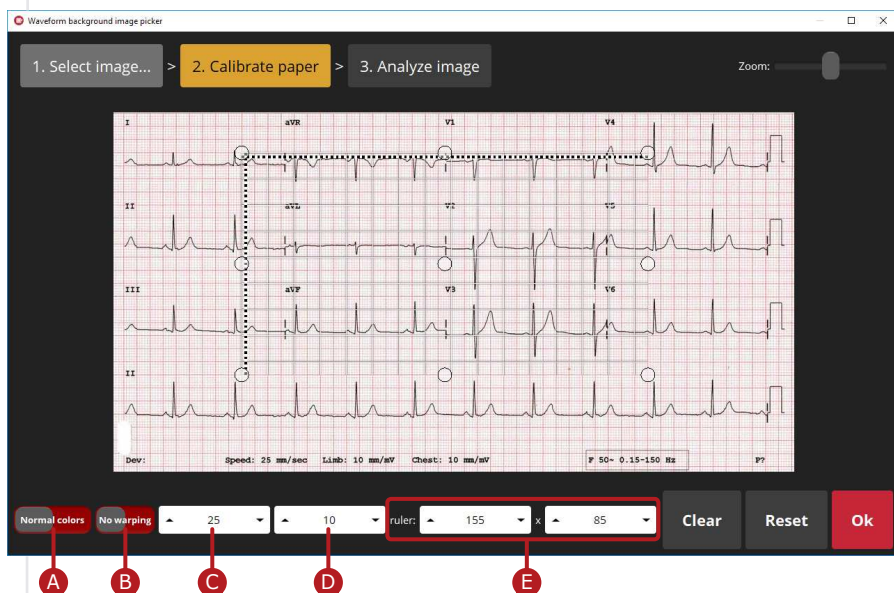 Waveform background image picker
1. Select image... > 2. Calibrate paper > 3. Analyze image
Zoom:
I aVR V1 V4
II aVL V2 V5
III aVF V3 V6
II
Dev: Speed: 25 mm/sec Limb: 10 mm/mV Chest: 10 mm/mV F 50~ 0.15-150 Hz P?
Normal colors No warping 25 10 ruler: 155 x 85 Clear Reset Ok
A B C D E